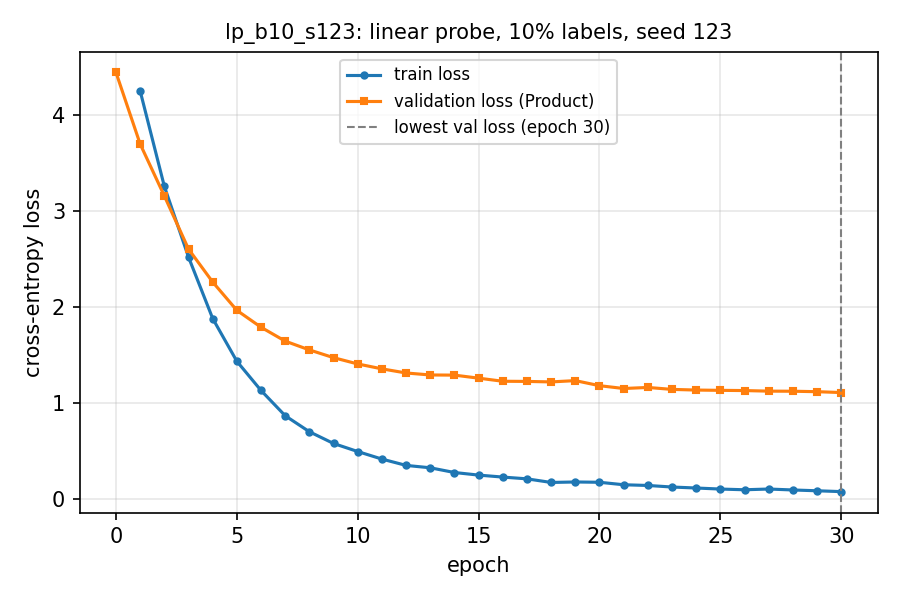 lp_b10_s123: linear probe, 10% labels, seed 123
train loss
validation loss (Product)
lowest val loss (epoch 30)
cross-entropy loss
4
3
2
1
0
0 5 10 15 20 25 30
epoch